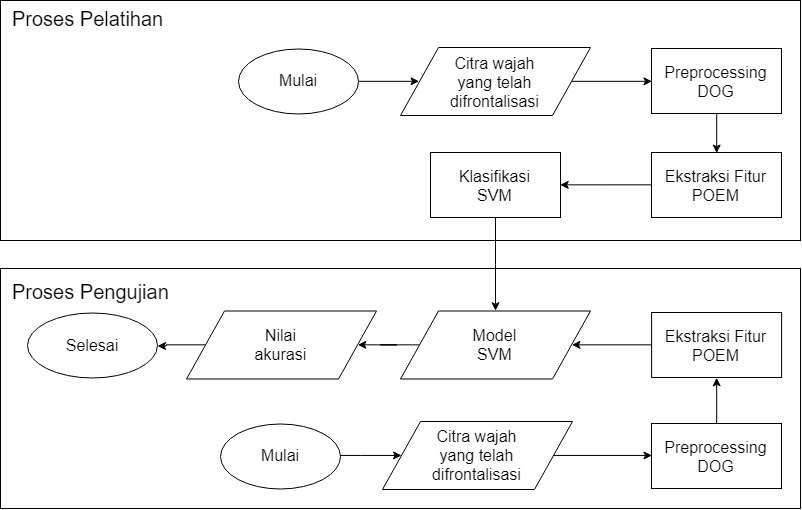 Proses Pelatihan
Mulai
Citra wajah
yang telah
difrontalisasi
Preprocessing
DOG
Klasifikasi
SVM
Ekstraksi Fitur
POEM
Proses Pengujian
Selesai
Nilai
akurasi
Model
SVM
Ekstraksi Fitur
POEM
Mulai
Citra wajah
yang telah
difrontalisasi
Preprocessing
DOG